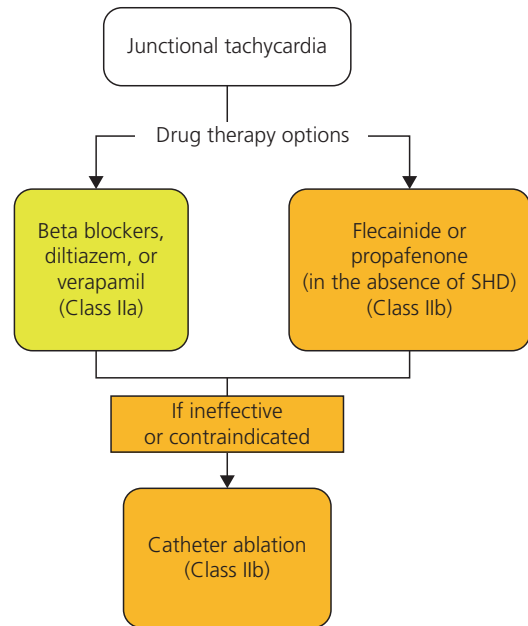 Junctional tachycardia
Drug therapy options
Beta blockers,
diltiazem, or
verapamil
(Class IIa)
Flecainide or
propafenone
(in the absence of SHD)
(Class IIb)
If ineffective
or contraindicated
Catheter ablation
(Class IIb)